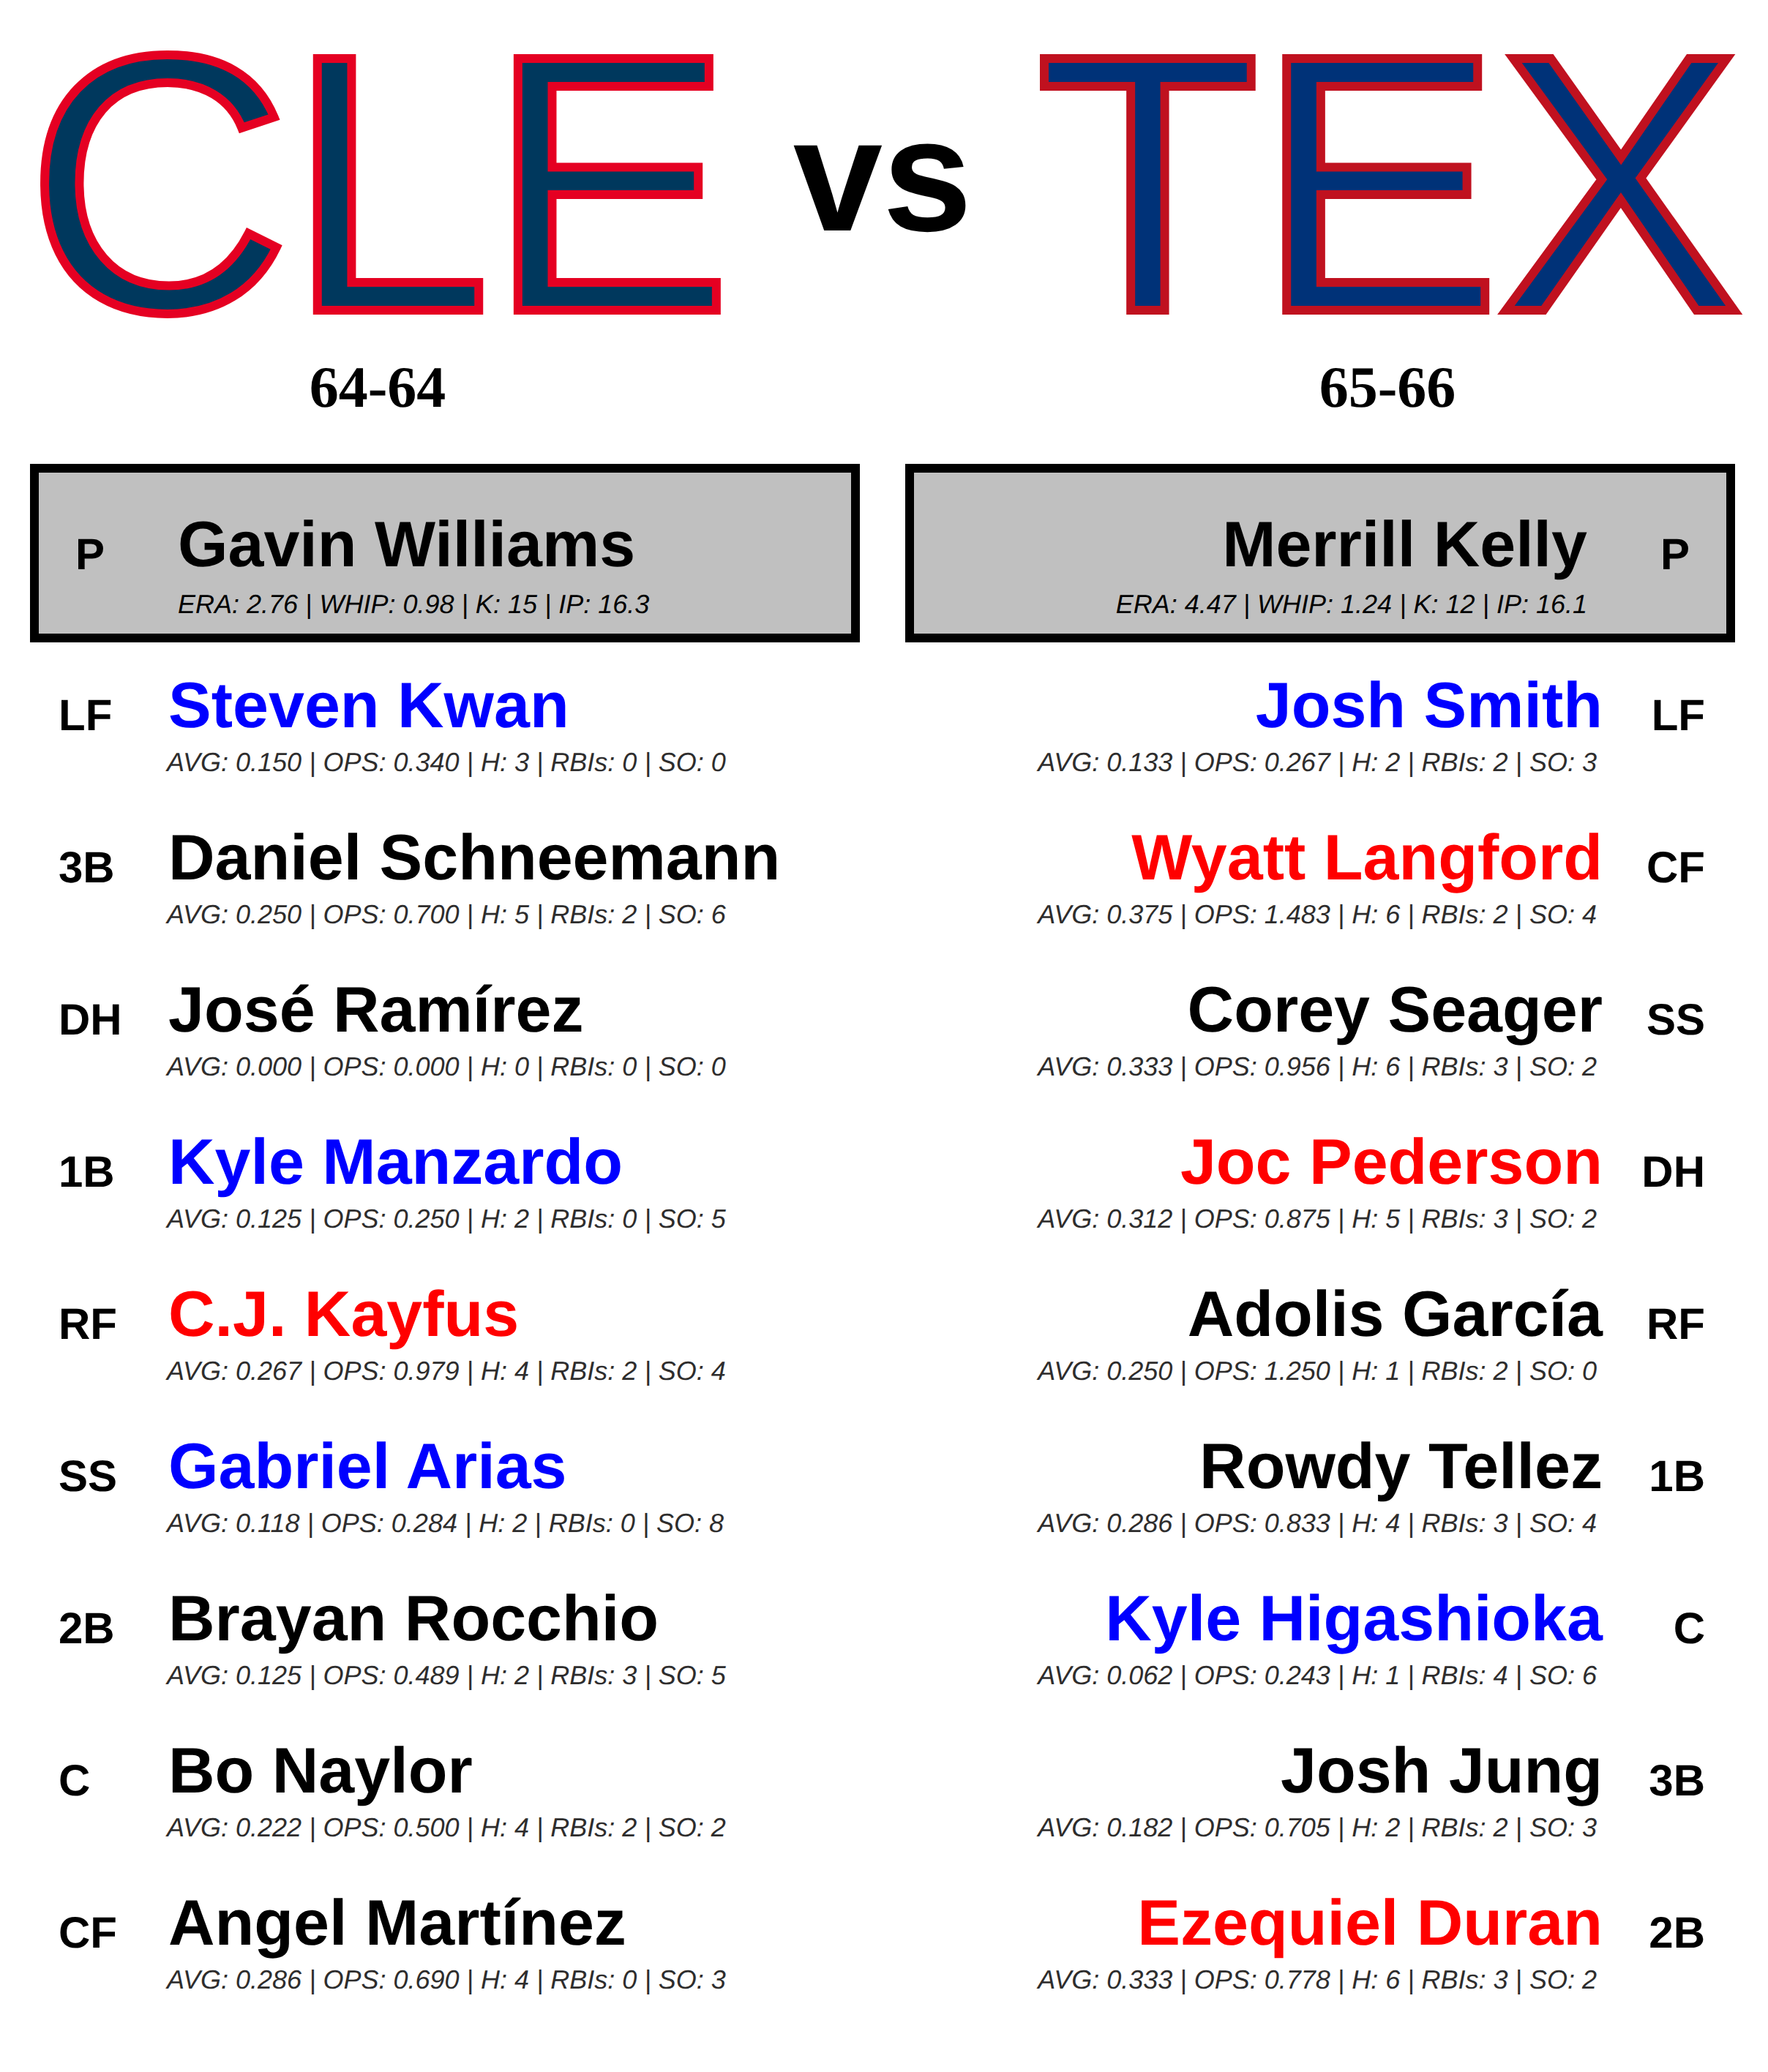 CLE vs TEX
64-64
65-66
P Gavin Williams
ERA: 2.76 | WHIP: 0.98 | K: 15 | IP: 16.3
Merrill Kelly P
ERA: 4.47 | WHIP: 1.24 | K: 12 | IP: 16.1
LF Steven Kwan
AVG: 0.150 | OPS: 0.340 | H: 3 | RBIs: 0 | SO: 0
3B Daniel Schneemann
AVG: 0.250 | OPS: 0.700 | H: 5 | RBIs: 2 | SO: 6
DH José Ramírez
AVG: 0.000 | OPS: 0.000 | H: 0 | RBIs: 0 | SO: 0
1B Kyle Manzardo
AVG: 0.125 | OPS: 0.250 | H: 2 | RBIs: 0 | SO: 5
RF C.J. Kayfus
AVG: 0.267 | OPS: 0.979 | H: 4 | RBIs: 2 | SO: 4
SS Gabriel Arias
AVG: 0.118 | OPS: 0.284 | H: 2 | RBIs: 0 | SO: 8
2B Brayan Rocchio
AVG: 0.125 | OPS: 0.489 | H: 2 | RBIs: 3 | SO: 5
C Bo Naylor
AVG: 0.222 | OPS: 0.500 | H: 4 | RBIs: 2 | SO: 2
CF Angel Martínez
AVG: 0.286 | OPS: 0.690 | H: 4 | RBIs: 0 | SO: 3
Josh Smith LF
AVG: 0.133 | OPS: 0.267 | H: 2 | RBIs: 2 | SO: 3
Wyatt Langford CF
AVG: 0.375 | OPS: 1.483 | H: 6 | RBIs: 2 | SO: 4
Corey Seager SS
AVG: 0.333 | OPS: 0.956 | H: 6 | RBIs: 3 | SO: 2
Joc Pederson DH
AVG: 0.312 | OPS: 0.875 | H: 5 | RBIs: 3 | SO: 2
Adolis García RF
AVG: 0.250 | OPS: 1.250 | H: 1 | RBIs: 2 | SO: 0
Rowdy Tellez 1B
AVG: 0.286 | OPS: 0.833 | H: 4 | RBIs: 3 | SO: 4
Kyle Higashioka C
AVG: 0.062 | OPS: 0.243 | H: 1 | RBIs: 4 | SO: 6
Josh Jung 3B
AVG: 0.182 | OPS: 0.705 | H: 2 | RBIs: 2 | SO: 3
Ezequiel Duran 2B
AVG: 0.333 | OPS: 0.778 | H: 6 | RBIs: 3 | SO: 2